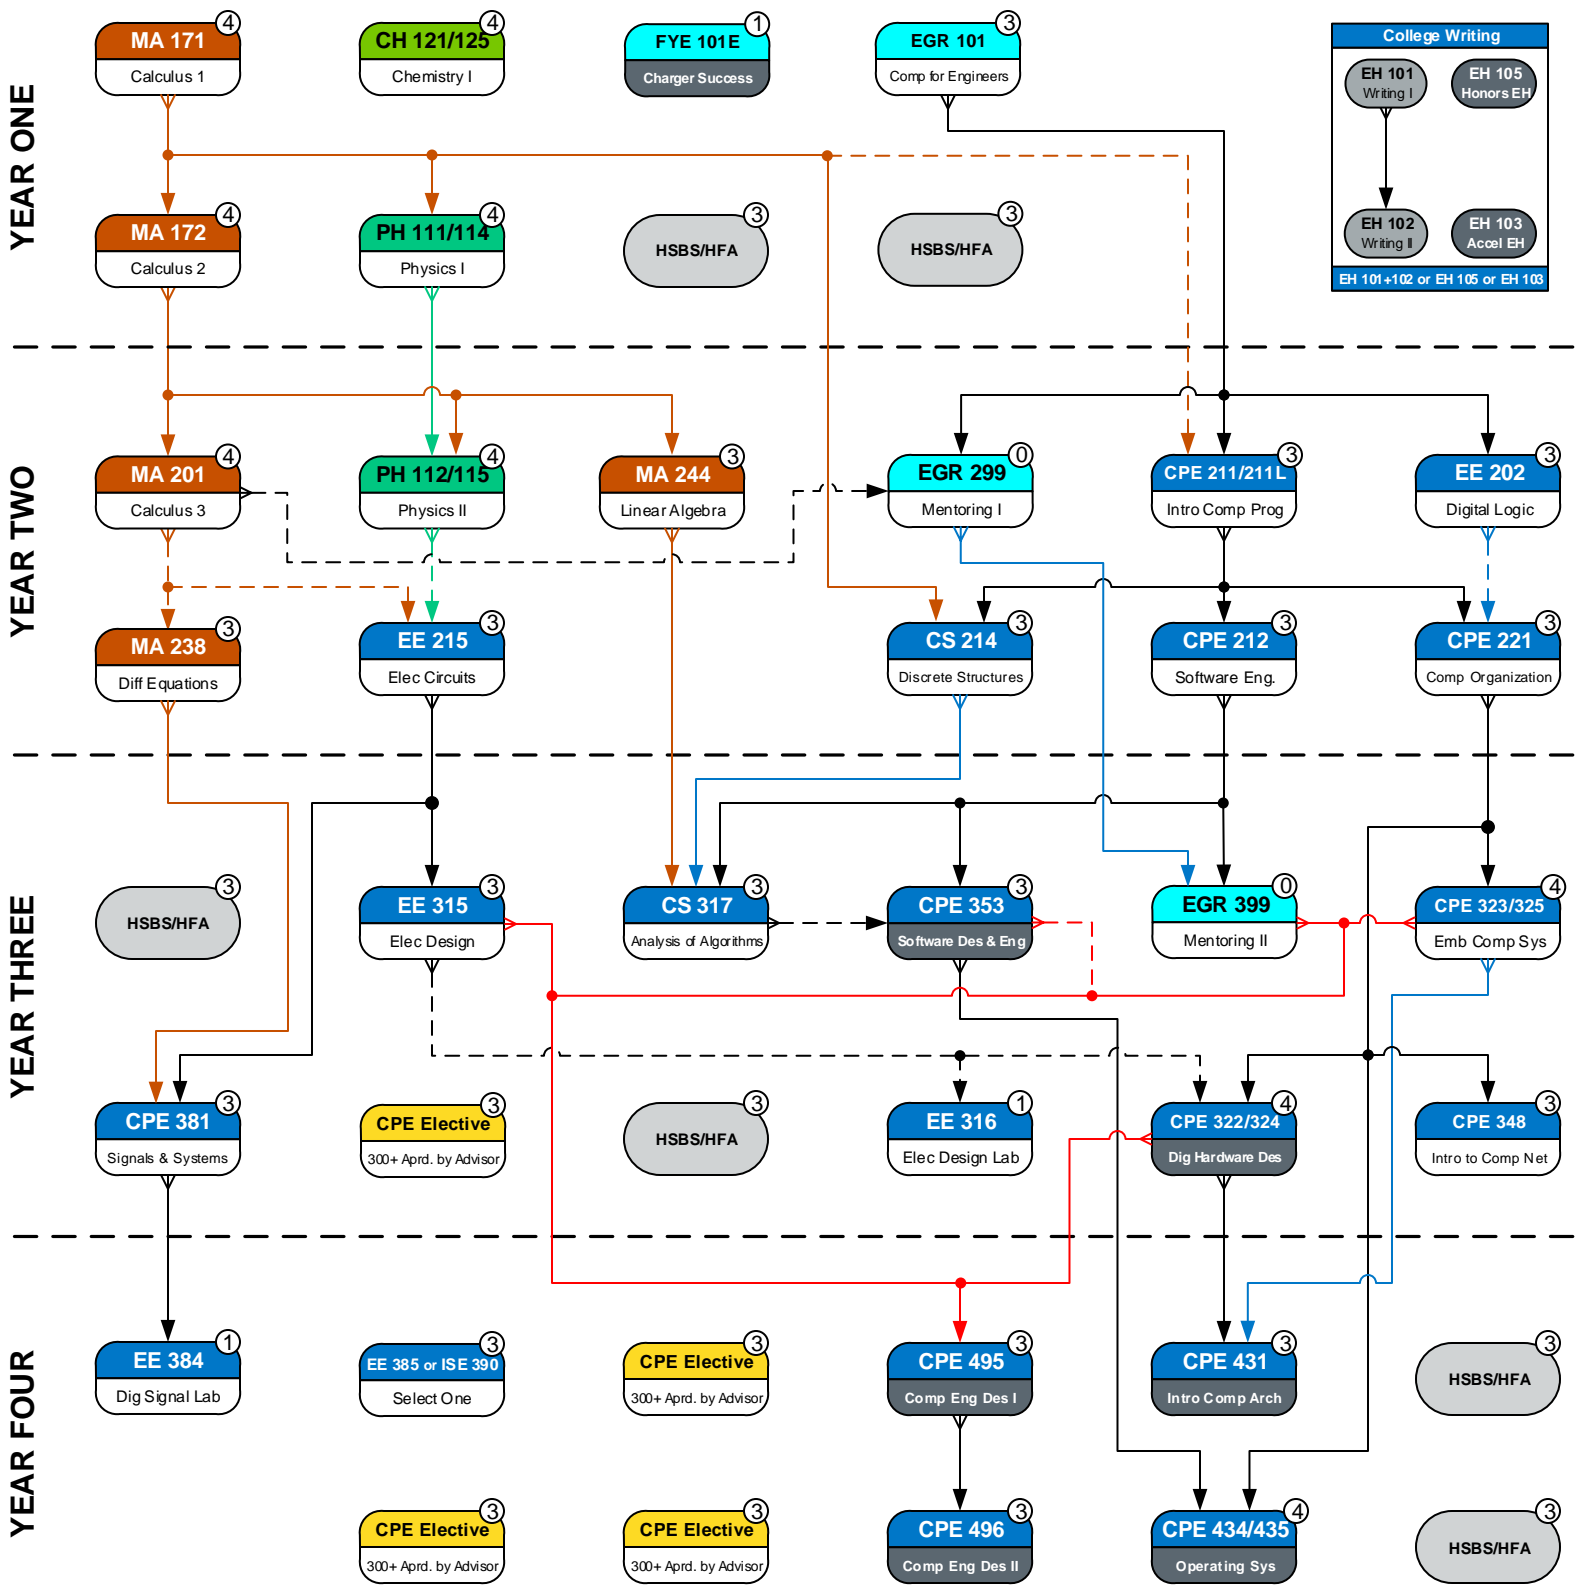 YEAR ONE
MA 171
4
Calculus 1
CH 121/125
4
Chemistry I
FYE 101E
1
Charger Success
EGR 101
3
Comp for Engineers
College Writing
EH 101
Writing I
EH 105
Honors EH
EH 102
Writing II
EH 103
Accel EH
EH 101+102 or EH 105 or EH 103
MA 172
4
Calculus 2
PH 111/114
4
Physics I
HSBS/HFA
3
HSBS/HFA
3
YEAR TWO
MA 201
4
Calculus 3
PH 112/115
4
Physics II
MA 244
3
Linear Algebra
EGR 299
0
Mentoring I
CPE 211/211L
3
Intro Comp Prog
EE 202
3
Digital Logic
MA 238
3
Diff Equations
EE 215
3
Elec Circuits
CS 214
3
Discrete Structures
CPE 212
3
Software Eng.
CPE 221
3
Comp Organization
YEAR THREE
HSBS/HFA
3
EE 315
3
Elec Design
CS 317
3
Analysis of Algorithms
CPE 353
3
Software Des & Eng
EGR 399
0
Mentoring II
CPE 323/325
4
Emb Comp Sys
CPE 381
3
Signals & Systems
CPE Elective
3
300+ Aprd. by Advisor
HSBS/HFA
3
EE 316
1
Elec Design Lab
CPE 322/324
4
Dig Hardware Des
CPE 348
3
Intro to Comp Net
YEAR FOUR
EE 384
1
Dig Signal Lab
EE 385 or ISE 390
3
Select One
CPE Elective
3
300+ Aprd. by Advisor
CPE 495
3
Comp Eng Des I
CPE 431
3
Intro Comp Arch
HSBS/HFA
3
CPE Elective
3
300+ Aprd. by Advisor
CPE Elective
3
300+ Aprd. by Advisor
CPE 496
3
Comp Eng Des II
CPE 434/435
4
Operating Sys
HSBS/HFA
3